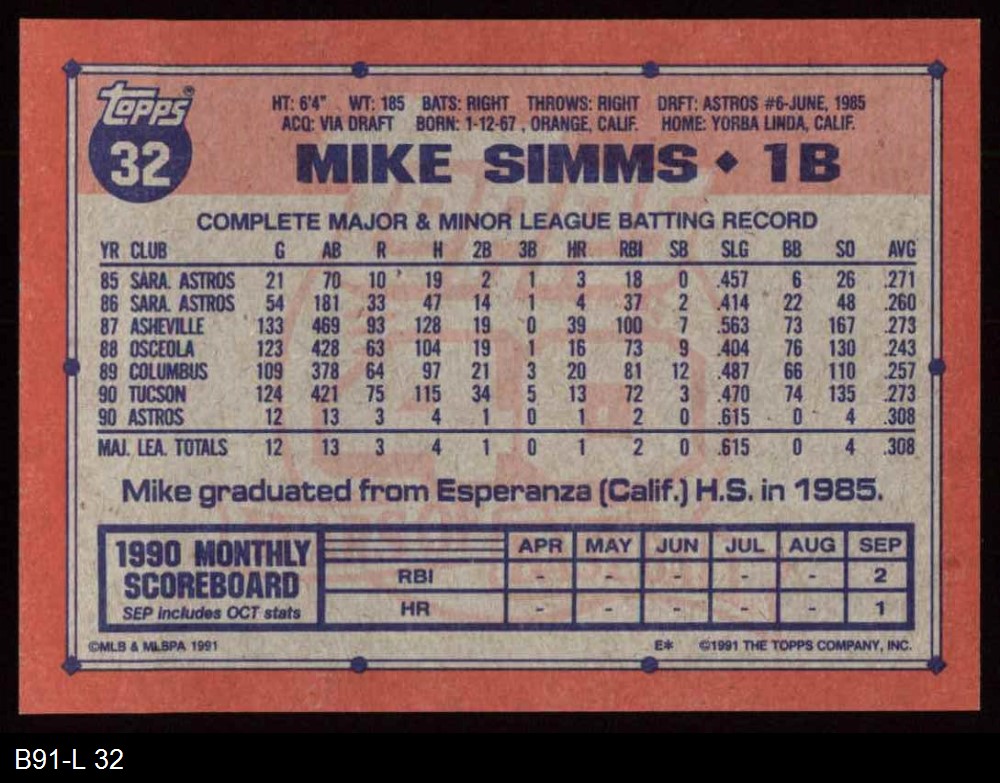 Topps®
32
HT: 6'4" WT: 185 BATS: RIGHT THROWS: RIGHT DRFT: ASTROS #6-JUNE, 1985
ACQ: VIA DRAFT BORN: 1-12-67, ORANGE, CALIF. HOME: YORBA LINDA, CALIF.
MIKE SIMMS ◆ 1B
COMPLETE MAJOR & MINOR LEAGUE BATTING RECORD
YR CLUB G AB R H 2B 3B HR RBI SB SLG BB SO AVG
85 SARA. ASTROS 21 70 10 19 2 1 3 18 0 .457 6 26 .271
86 SARA. ASTROS 54 181 33 47 14 1 4 37 2 .414 22 48 .260
87 ASHEVILLE 133 469 93 128 19 0 39 100 7 .563 73 167 .273
88 OSCEOLA 123 428 63 104 19 1 16 73 9 .404 76 130 .243
89 COLUMBUS 109 378 64 97 21 3 20 81 12 .487 66 110 .257
90 TUCSON 124 421 75 115 34 5 13 72 3 .470 74 135 .273
90 ASTROS 12 13 3 4 1 0 1 2 0 .615 0 4 .308
MAJ. LEA. TOTALS 12 13 3 4 1 0 1 2 0 .615 0 4 .308
Mike graduated from Esperanza (Calif.) H.S. in 1985.
1990 MONTHLY
SCOREBOARD
SEP includes OCT stats
APR MAY JUN JUL AUG SEP
RBI - - - - - 2
HR - - - - - 1
©MLB & MLBPA 1991 E* ©1991 THE TOPPS COMPANY, INC.
B91-L 32